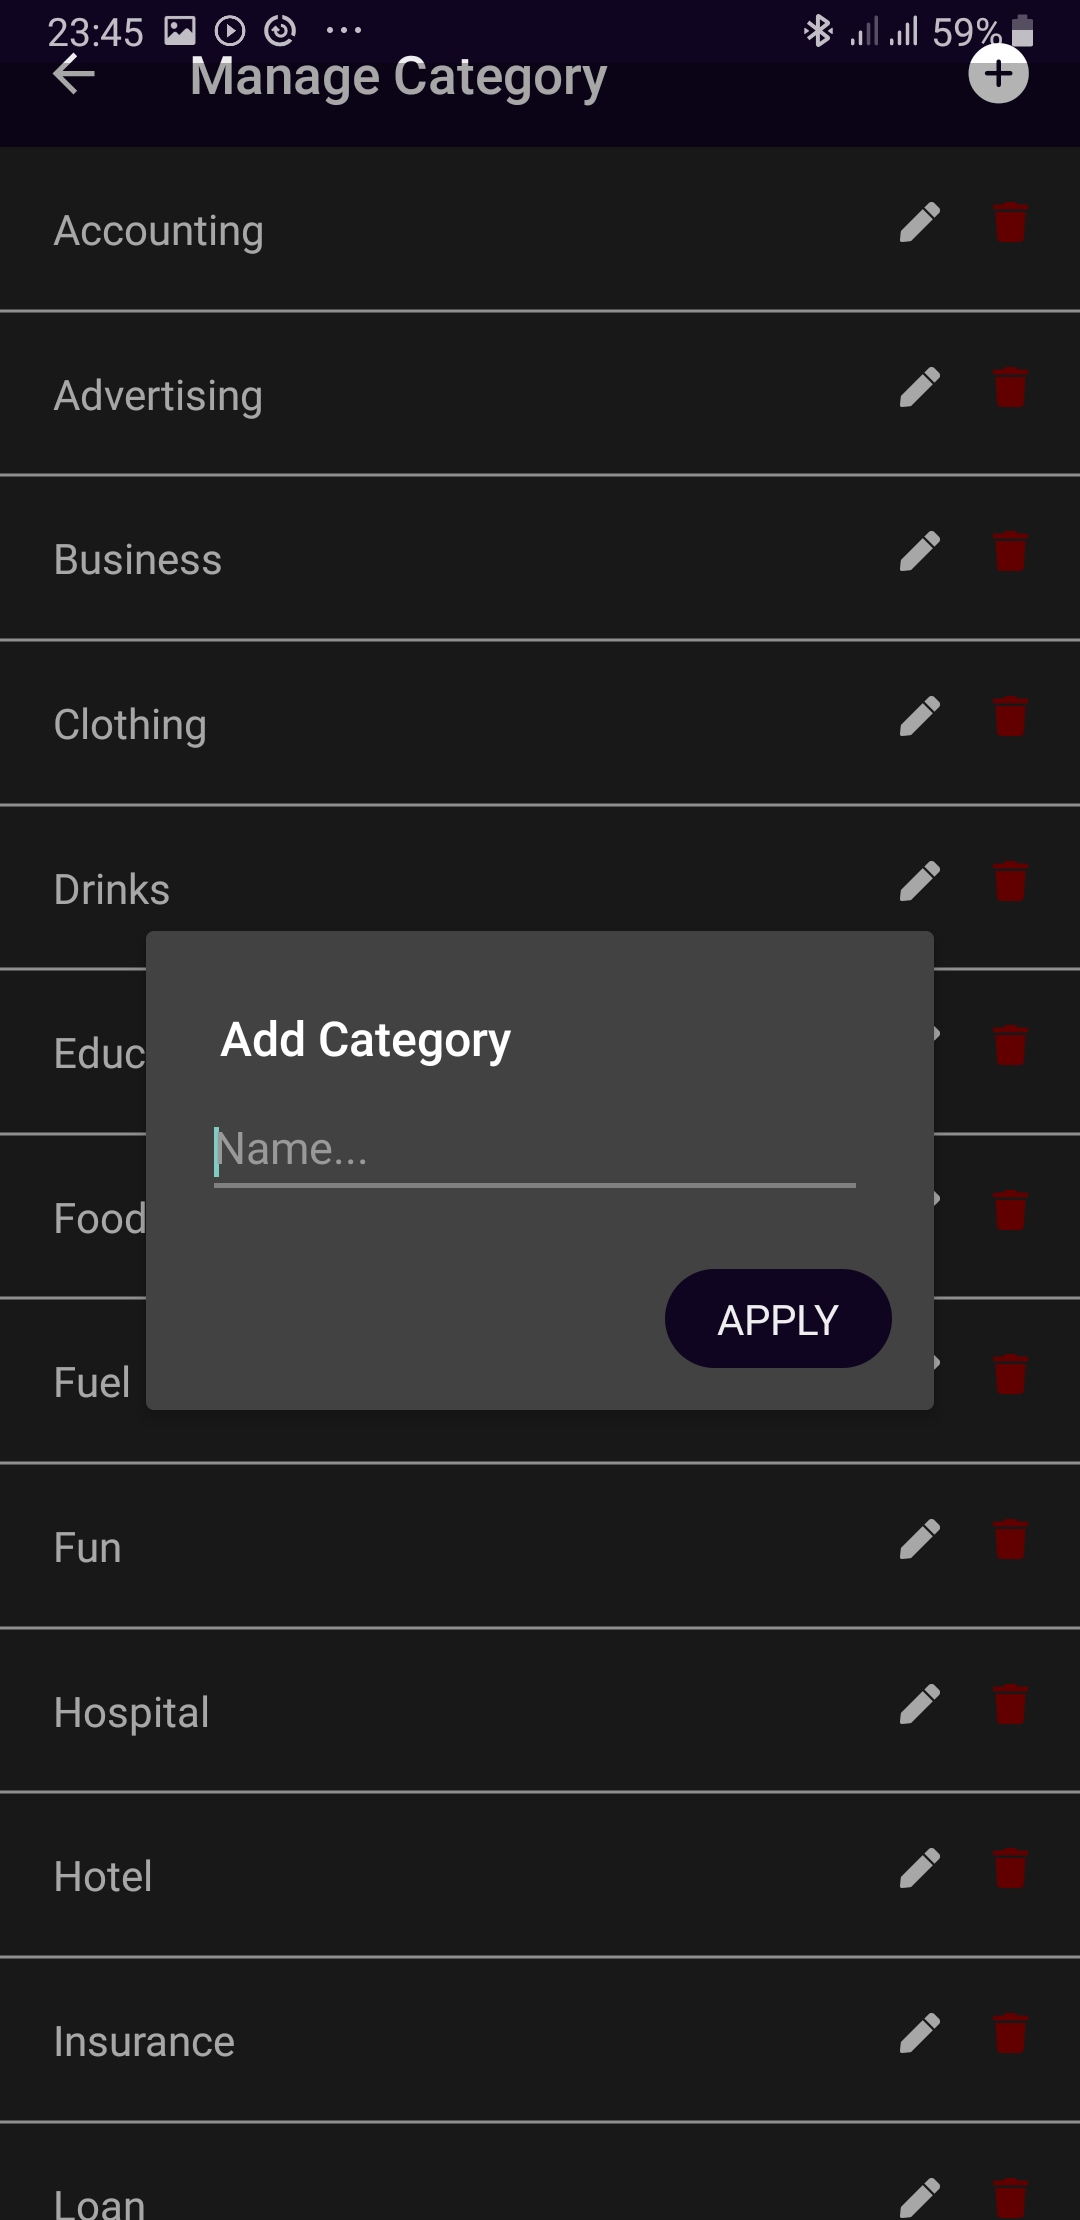 23:45 59%
Manage Category
Accounting
Advertising
Business
Clothing
Drinks
Educ
Food
Fuel
Add Category
Name...
APPLY
Fun
Hospital
Hotel
Insurance
Loan